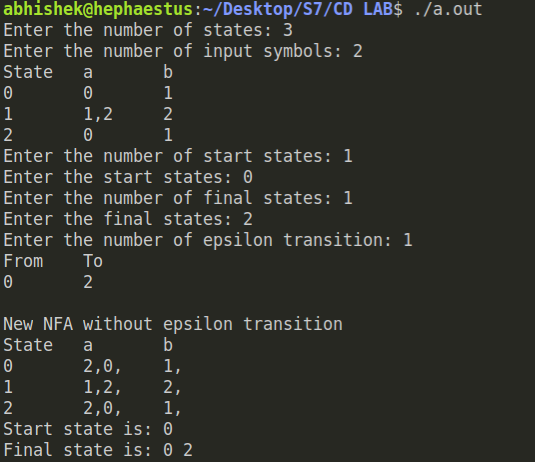 abhishek@hephaestus:~/Desktop/S7/CD LAB$ ./a.out
Enter the number of states: 3
Enter the number of input symbols: 2
State a b
0 0 1
1 1,2 2
2 0 1
Enter the number of start states: 1
Enter the start states: 0
Enter the number of final states: 1
Enter the final states: 2
Enter the number of epsilon transition: 1
From To
0 2
New NFA without epsilon transition
State a b
0 2,0, 1,
1 1,2, 2,
2 2,0, 1,
Start state is: 0
Final state is: 0 2